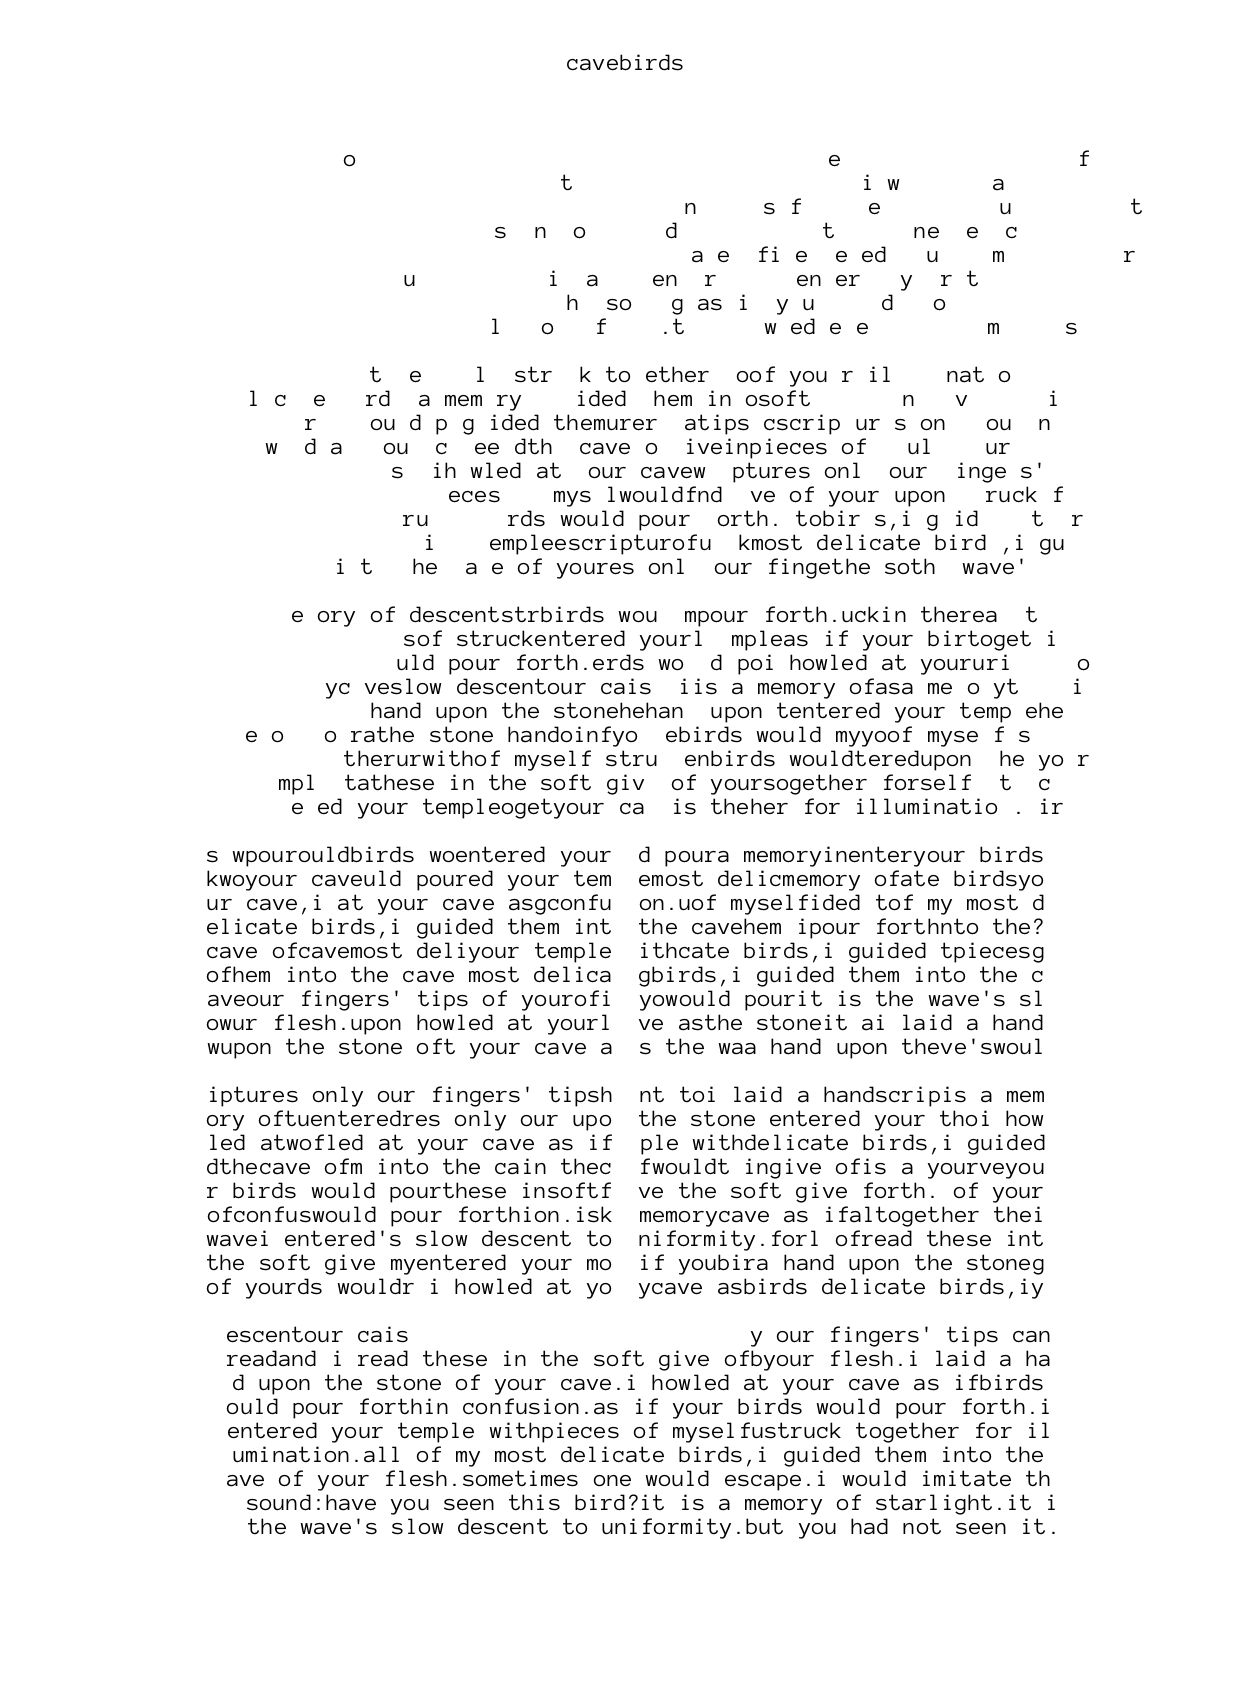 cavebirds
o e f
t i w a
n s f e u t
s n o d t ne e c
a e fi e e ed u m r
u i a en r en er y r t
h so g as i y u d o
l o f .t w ed e e m s
t e l str k to ether oof you r il nat o
l c e rd a mem ry ided hem in osoft n v i
r ou d p g ided themurer atips cscrip ur s on ou n
w d a ou c ee dth cave o iveinpieces of ul ur
s ih wled at our cavew ptures onl our inge s'
eces mys lwouldfnd ve of your upon ruck f
ru rds would pour orth. tobir s,i g id t r
i empleescripturofu kmost delicate bird ,i gu
i t he a e of youres onl our fingethe soth wave'
e ory of descentstrbirds wou mpour forth.uckin therea t
sof struckentered yourl mpleas if your birtoget i
uld pour forth.erds wo d poi howled at youruri o
yc veslow descentour cais iis a memory ofasa me o yt i
hand upon the stonehehan upon tentered your temp ehe
e o o rathe stone handoinfyo ebirds would myyoof myse f s
therurwithof myself stru enbirds wouldteredupon he yo r
mpl tathese in the soft giv of yoursogether forself t c
e ed your templeogetyour ca is theher for illuminatio . ir
s wpourouldbirds woentered your d poura memoryinenteryour birds
kwoyour caveuld poured your tem emost delicmemory ofate birdsyo
ur cave,i at your cave asgconfu on.uof myselfided tof my most d
elicate birds,i guided them int the cavehem ipour forthnto the?
cave ofcavemost deliyour temple ithcate birds,i guided tpiecesg
ofhem into the cave most delica gbirds,i guided them into the c
aveour fingers' tips of yourofi yowould pourit is the wave's sl
owur flesh.upon howled at yourl ve asthe stoneit ai laid a hand
wupon the stone oft your cave a s the waa hand upon theve'swoul
iptures only our fingers' tipsh nt toi laid a handscripis a mem
ory oftuenteredres only our upo the stone entered your thoi how
led atwofled at your cave as if ple withdelicate birds,i guided
dthecave ofm into the cain thec fwouldt ingive ofis a yourveyou
r birds would pourthese insoftf ve the soft give forth. of your
ofconfuswould pour forthion.isk memorycave as ifaltogether thei
wavei entered's slow descent to niformity.forl ofread these int
the soft give myentered your mo if youbira hand upon the stoneg
of yourds wouldr i howled at yo ycave asbirds delicate birds,iy
escentour cais y our fingers' tips can
readand i read these in the soft give ofbyour flesh.i laid a ha
d upon the stone of your cave.i howled at your cave as ifbirds
ould pour forthin confusion.as if your birds would pour forth.i
entered your temple withpieces of myselfustruck together for il
umination.all of my most delicate birds,i guided them into the
ave of your flesh.sometimes one would escape.i would imitate th
sound:have you seen this bird?it is a memory of starlight.it i
the wave's slow descent to uniformity.but you had not seen it.